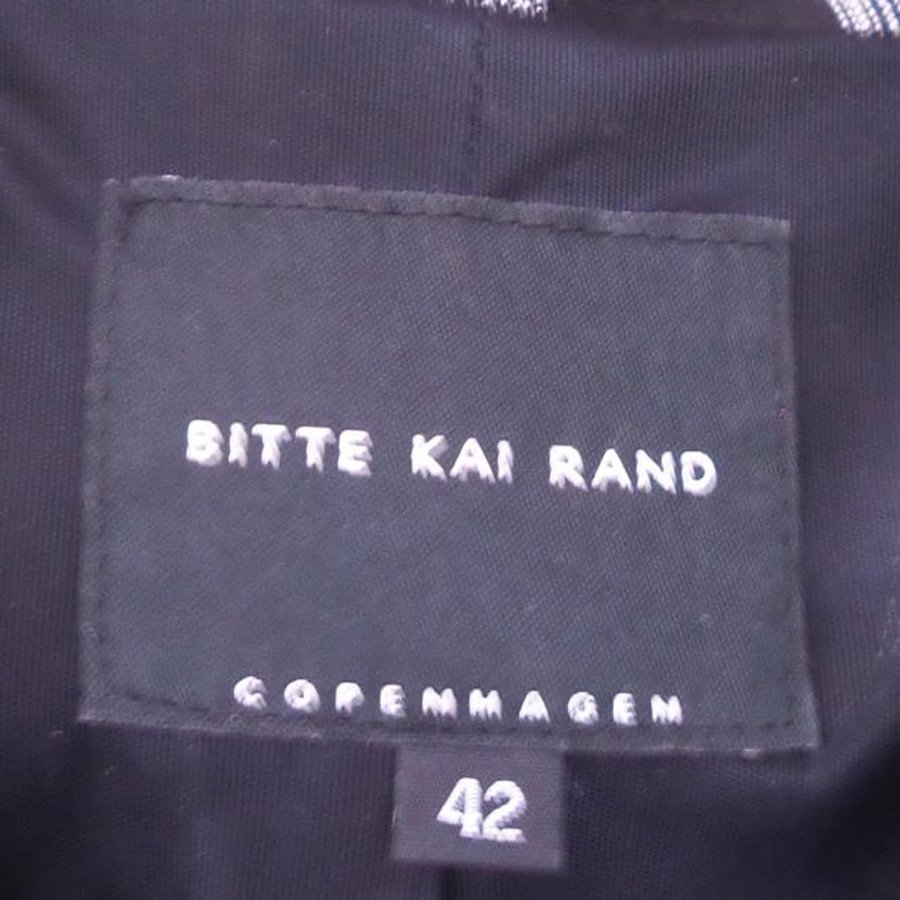 BITTE KAI RAND
COPENHAGEN
42